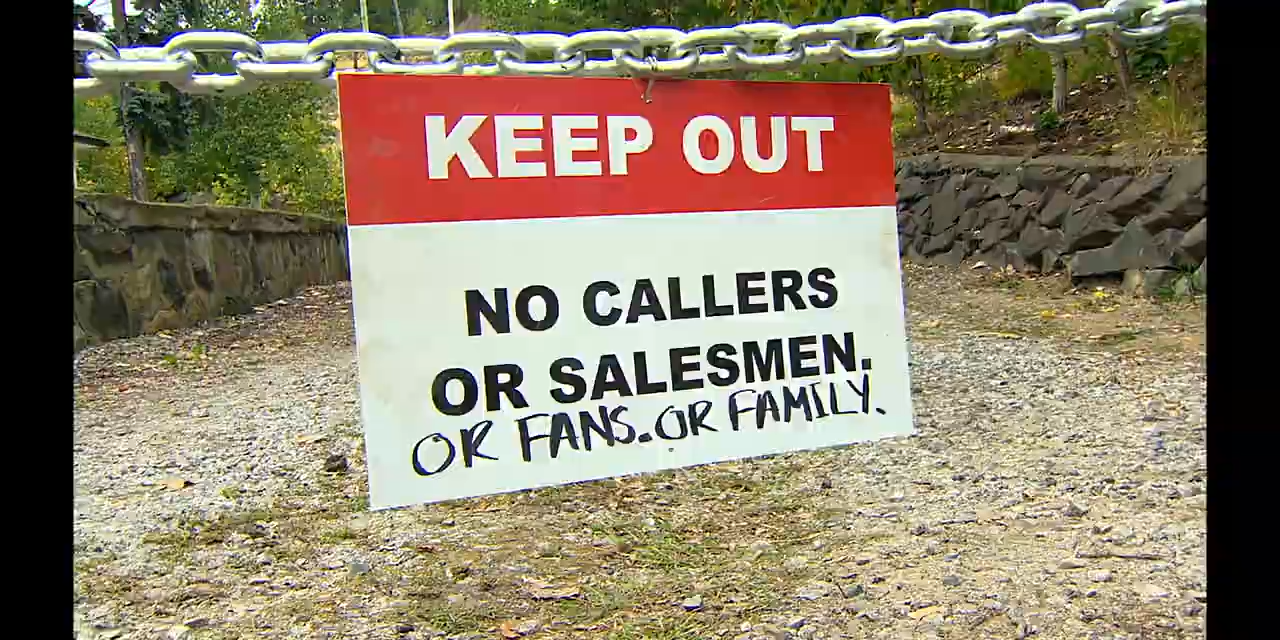 KEEP OUT
NO CALLERS
OR SALESMEN.
OR FANS. OR FAMILY.